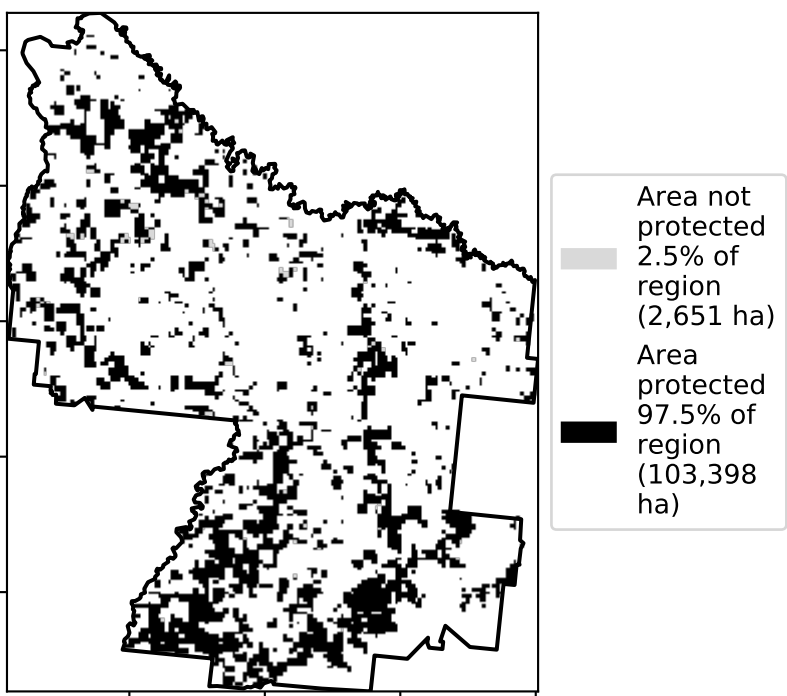 Area not
protected
2.5% of
region
(2,651 ha)
Area
protected
97.5% of
region
(103,398
ha)